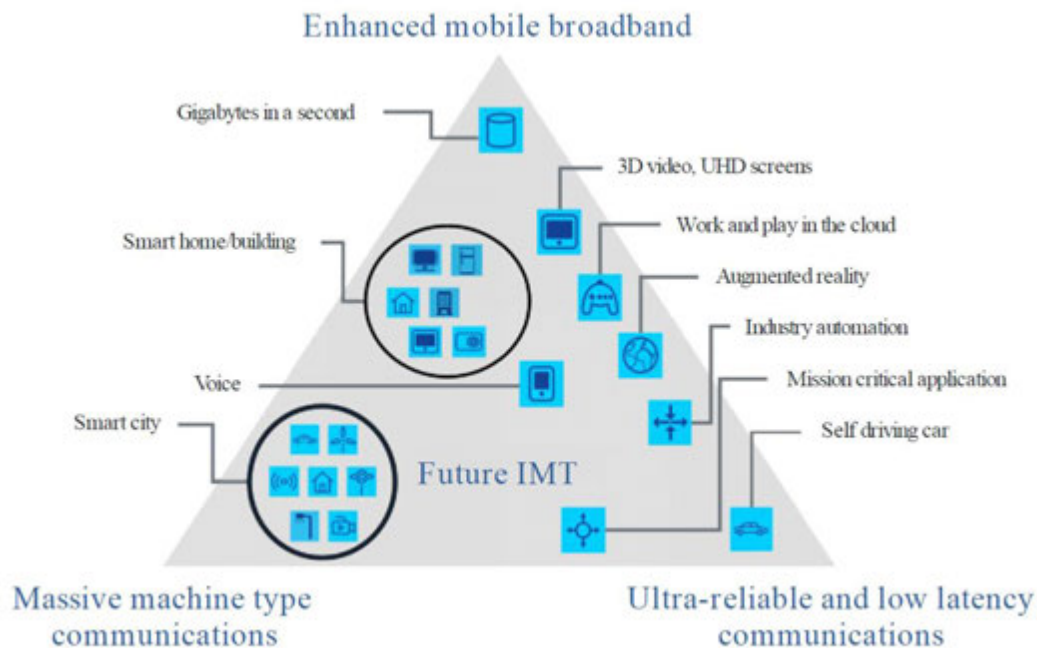 Enhanced mobile broadband
Gigabytes in a second
3D video, UHD screens
Work and play in the cloud
Smart home/building
Augmented reality
Industry automation
Voice
Mission critical application
Smart city
Self driving car
Future IMT
Massive machine type
communications
Ultra-reliable and low latency
communications